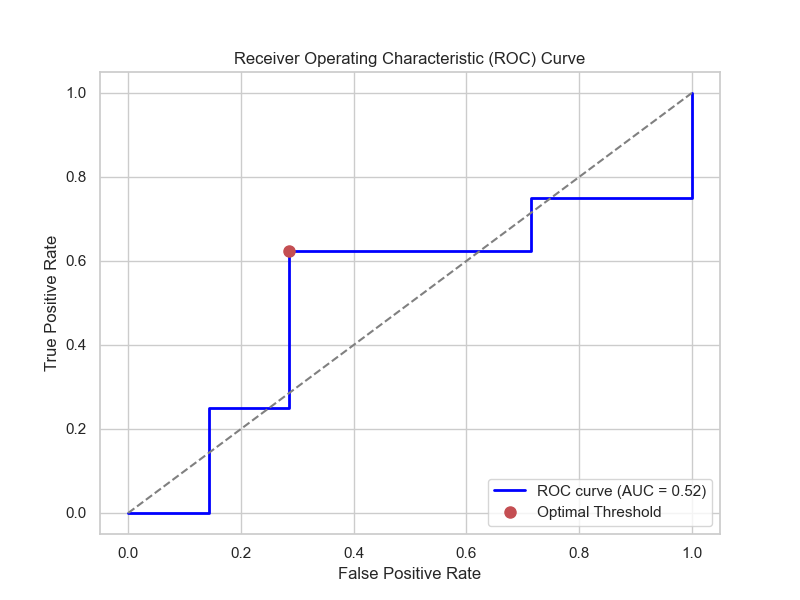 Receiver Operating Characteristic (ROC) Curve
True Positive Rate
1.0
0.8
0.6
0.4
0.2
0.0
ROC curve (AUC = 0.52)
Optimal Threshold
0.0 0.2 0.4 0.6 0.8 1.0
False Positive Rate